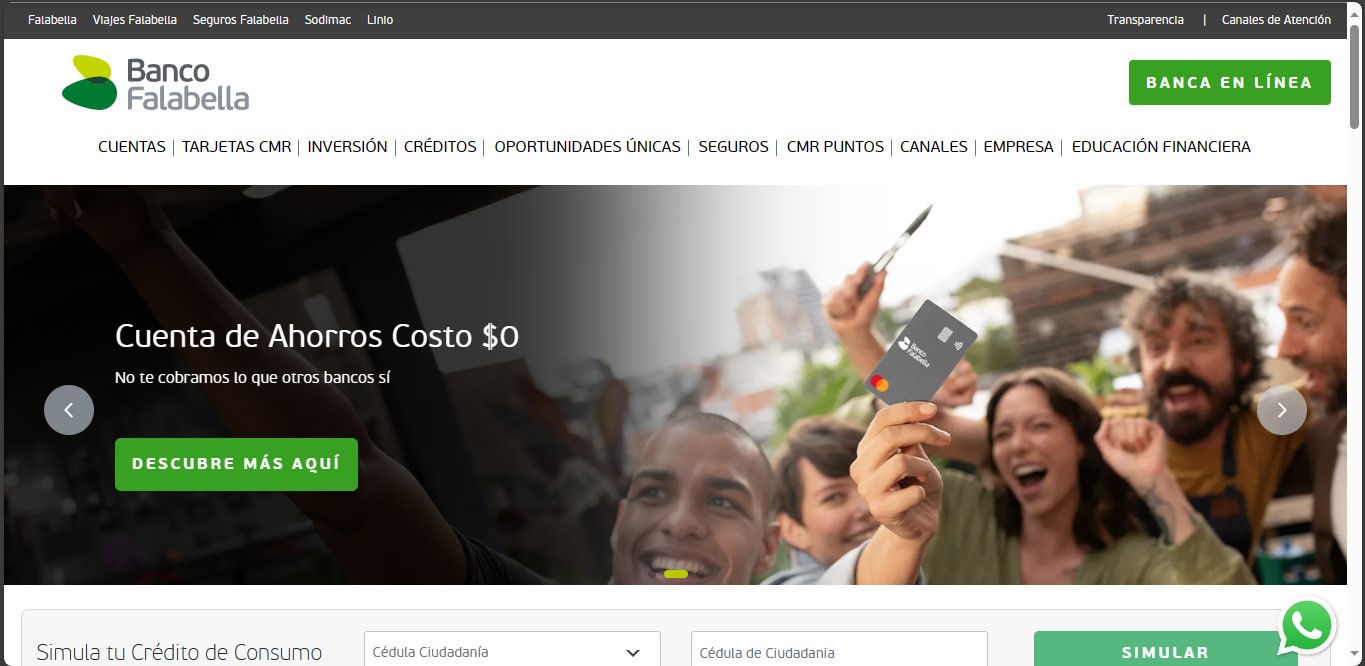 Falabella Viajes Falabella Seguros Falabella Sodimac Linio Transparencia | Canales de Atención
Banco
Falabella
BANCA EN LÍNEA
CUENTAS | TARJETAS CMR | INVERSIÓN | CRÉDITOS | OPORTUNIDADES ÚNICAS | SEGUROS | CMR PUNTOS | CANALES | EMPRESA | EDUCACIÓN FINANCIERA
Cuenta de Ahorros Costo $0
No te cobramos lo que otros bancos sí
DESCUBRE MÁS AQUÍ
Banco
Falabella
Simula tu Crédito de Consumo
Cédula Ciudadanía
Cédula de Ciudadania
SIMULAR